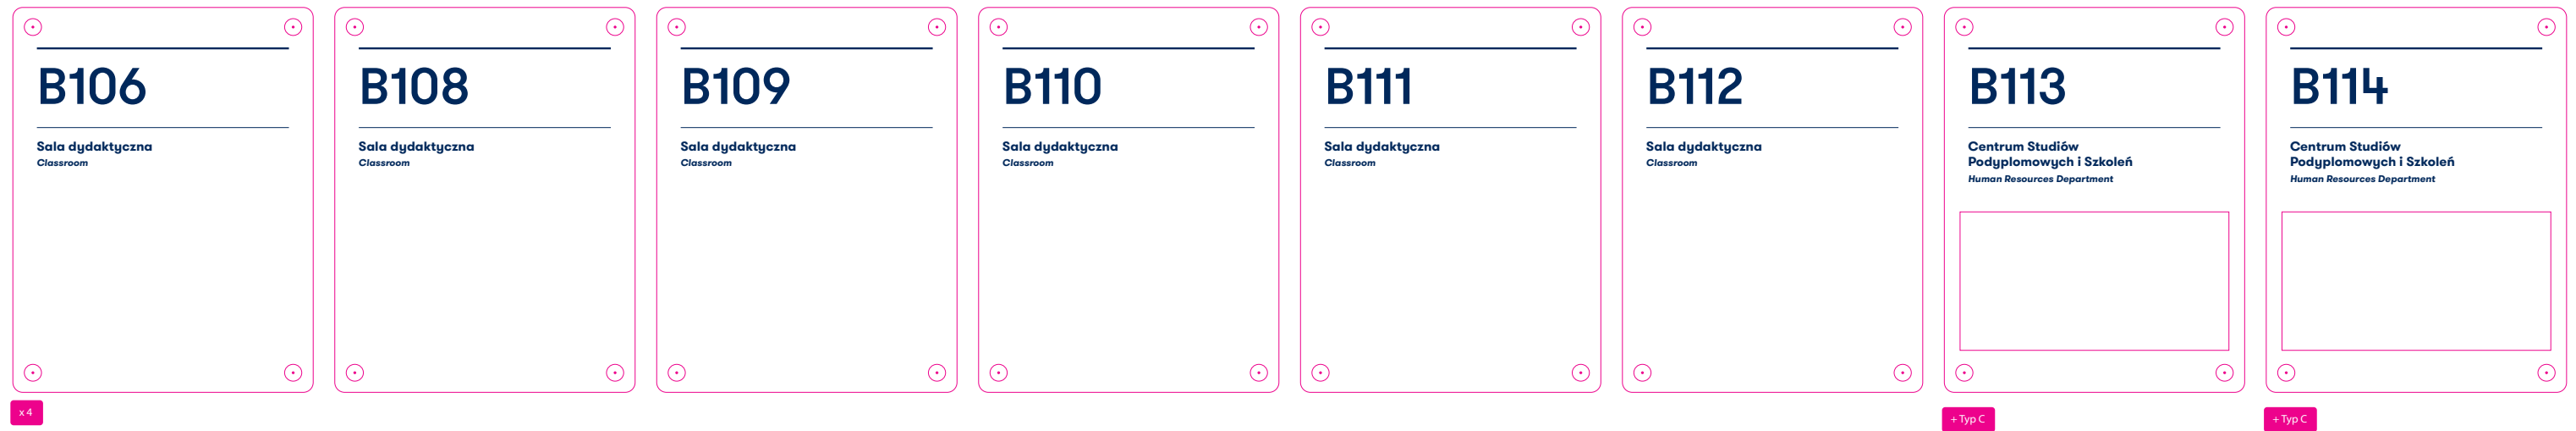 B106
Sala dydaktyczna
Classroom
x 4
B108
Sala dydaktyczna
Classroom
B109
Sala dydaktyczna
Classroom
B110
Sala dydaktyczna
Classroom
B111
Sala dydaktyczna
Classroom
B112
Sala dydaktyczna
Classroom
B113
Centrum Studiów
Podyplomowych i Szkoleń
Human Resources Department
+ Typ C
B114
Centrum Studiów
Podyplomowych i Szkoleń
Human Resources Department
+ Typ C